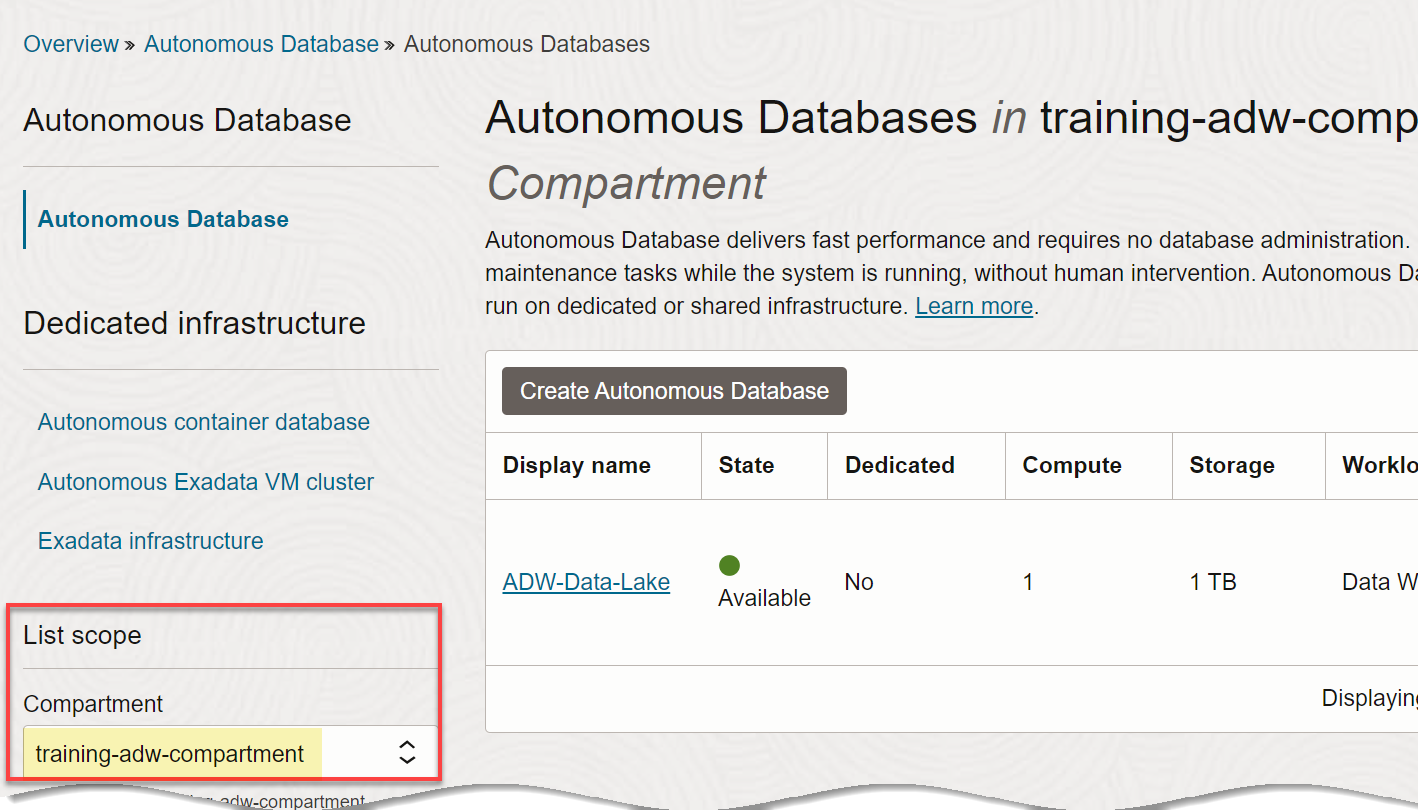 Overview » Autonomous Database » Autonomous Databases
Autonomous Database
Autonomous Database
Dedicated infrastructure
Autonomous container database
Autonomous Exadata VM cluster
Exadata infrastructure
List scope
Compartment
training-adw-compartment
adw-compartment
Autonomous Databases in training-adw-comp
Compartment
Autonomous Database delivers fast performance and requires no database administration.
maintenance tasks while the system is running, without human intervention. Autonomous Da
run on dedicated or shared infrastructure. Learn more.
Create Autonomous Database
Display name State Dedicated Compute Storage Worklo
ADW-Data-Lake Available No 1 1 TB Data W
Displaying